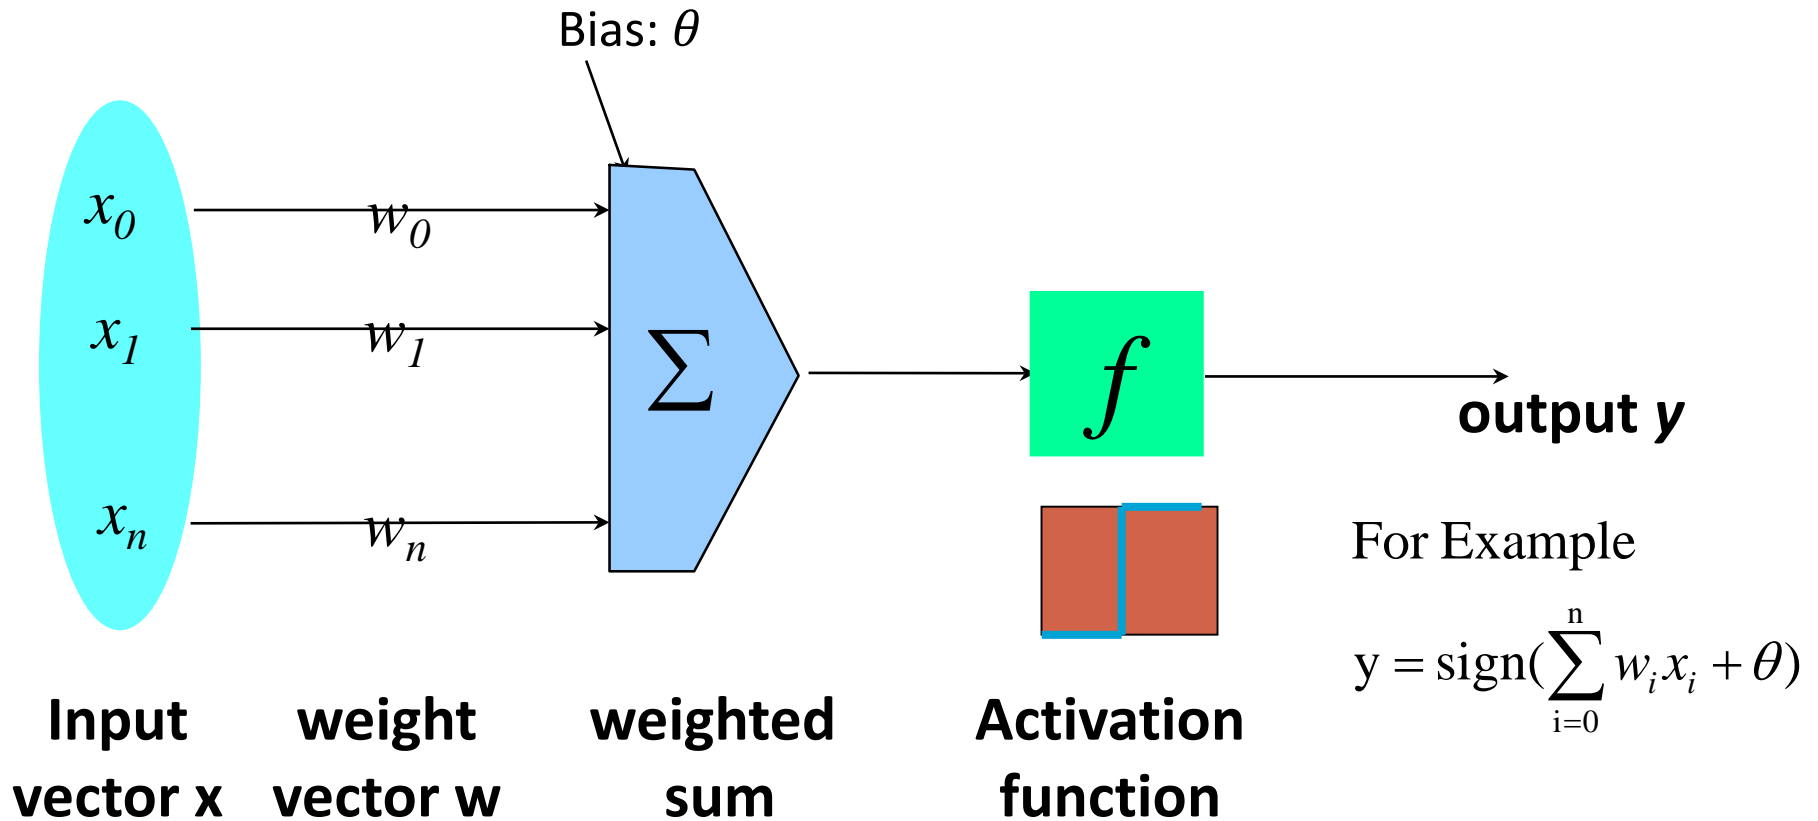 Bias: θ
x₀ w₀
x₁ w₁
Σ f
output y
xₙ wₙ
For Example
y = sign(∑ⁿᵢ₌₀ wᵢxᵢ + θ)
Input weight weighted Activation
vector x vector w sum function